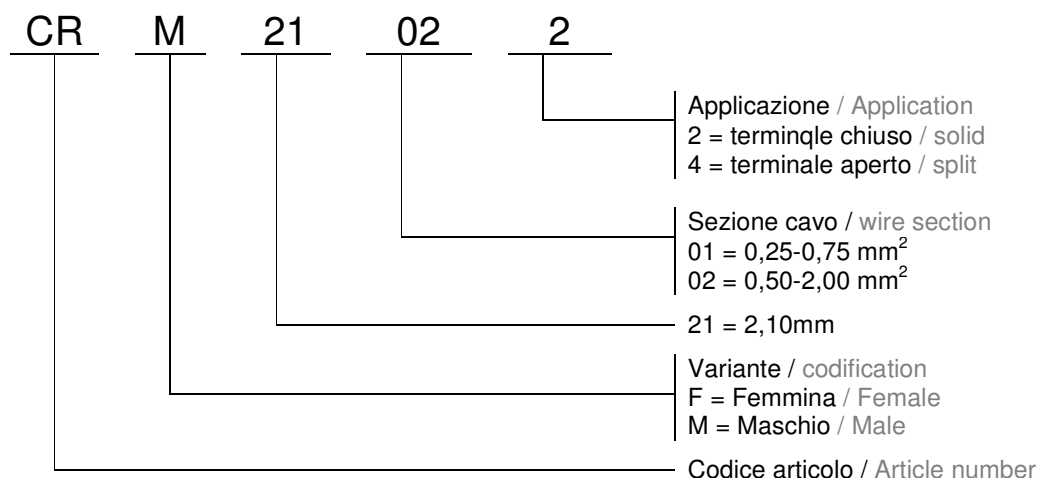 CR M 21 02 2
Applicazione / Application
2 = terminqle chiuso / solid
4 = terminale aperto / split
Sezione cavo / wire section
01 = 0,25-0,75 mm²
02 = 0,50-2,00 mm²
21 = 2,10mm
Variante / codification
F = Femmina / Female
M = Maschio / Male
Codice articolo / Article number